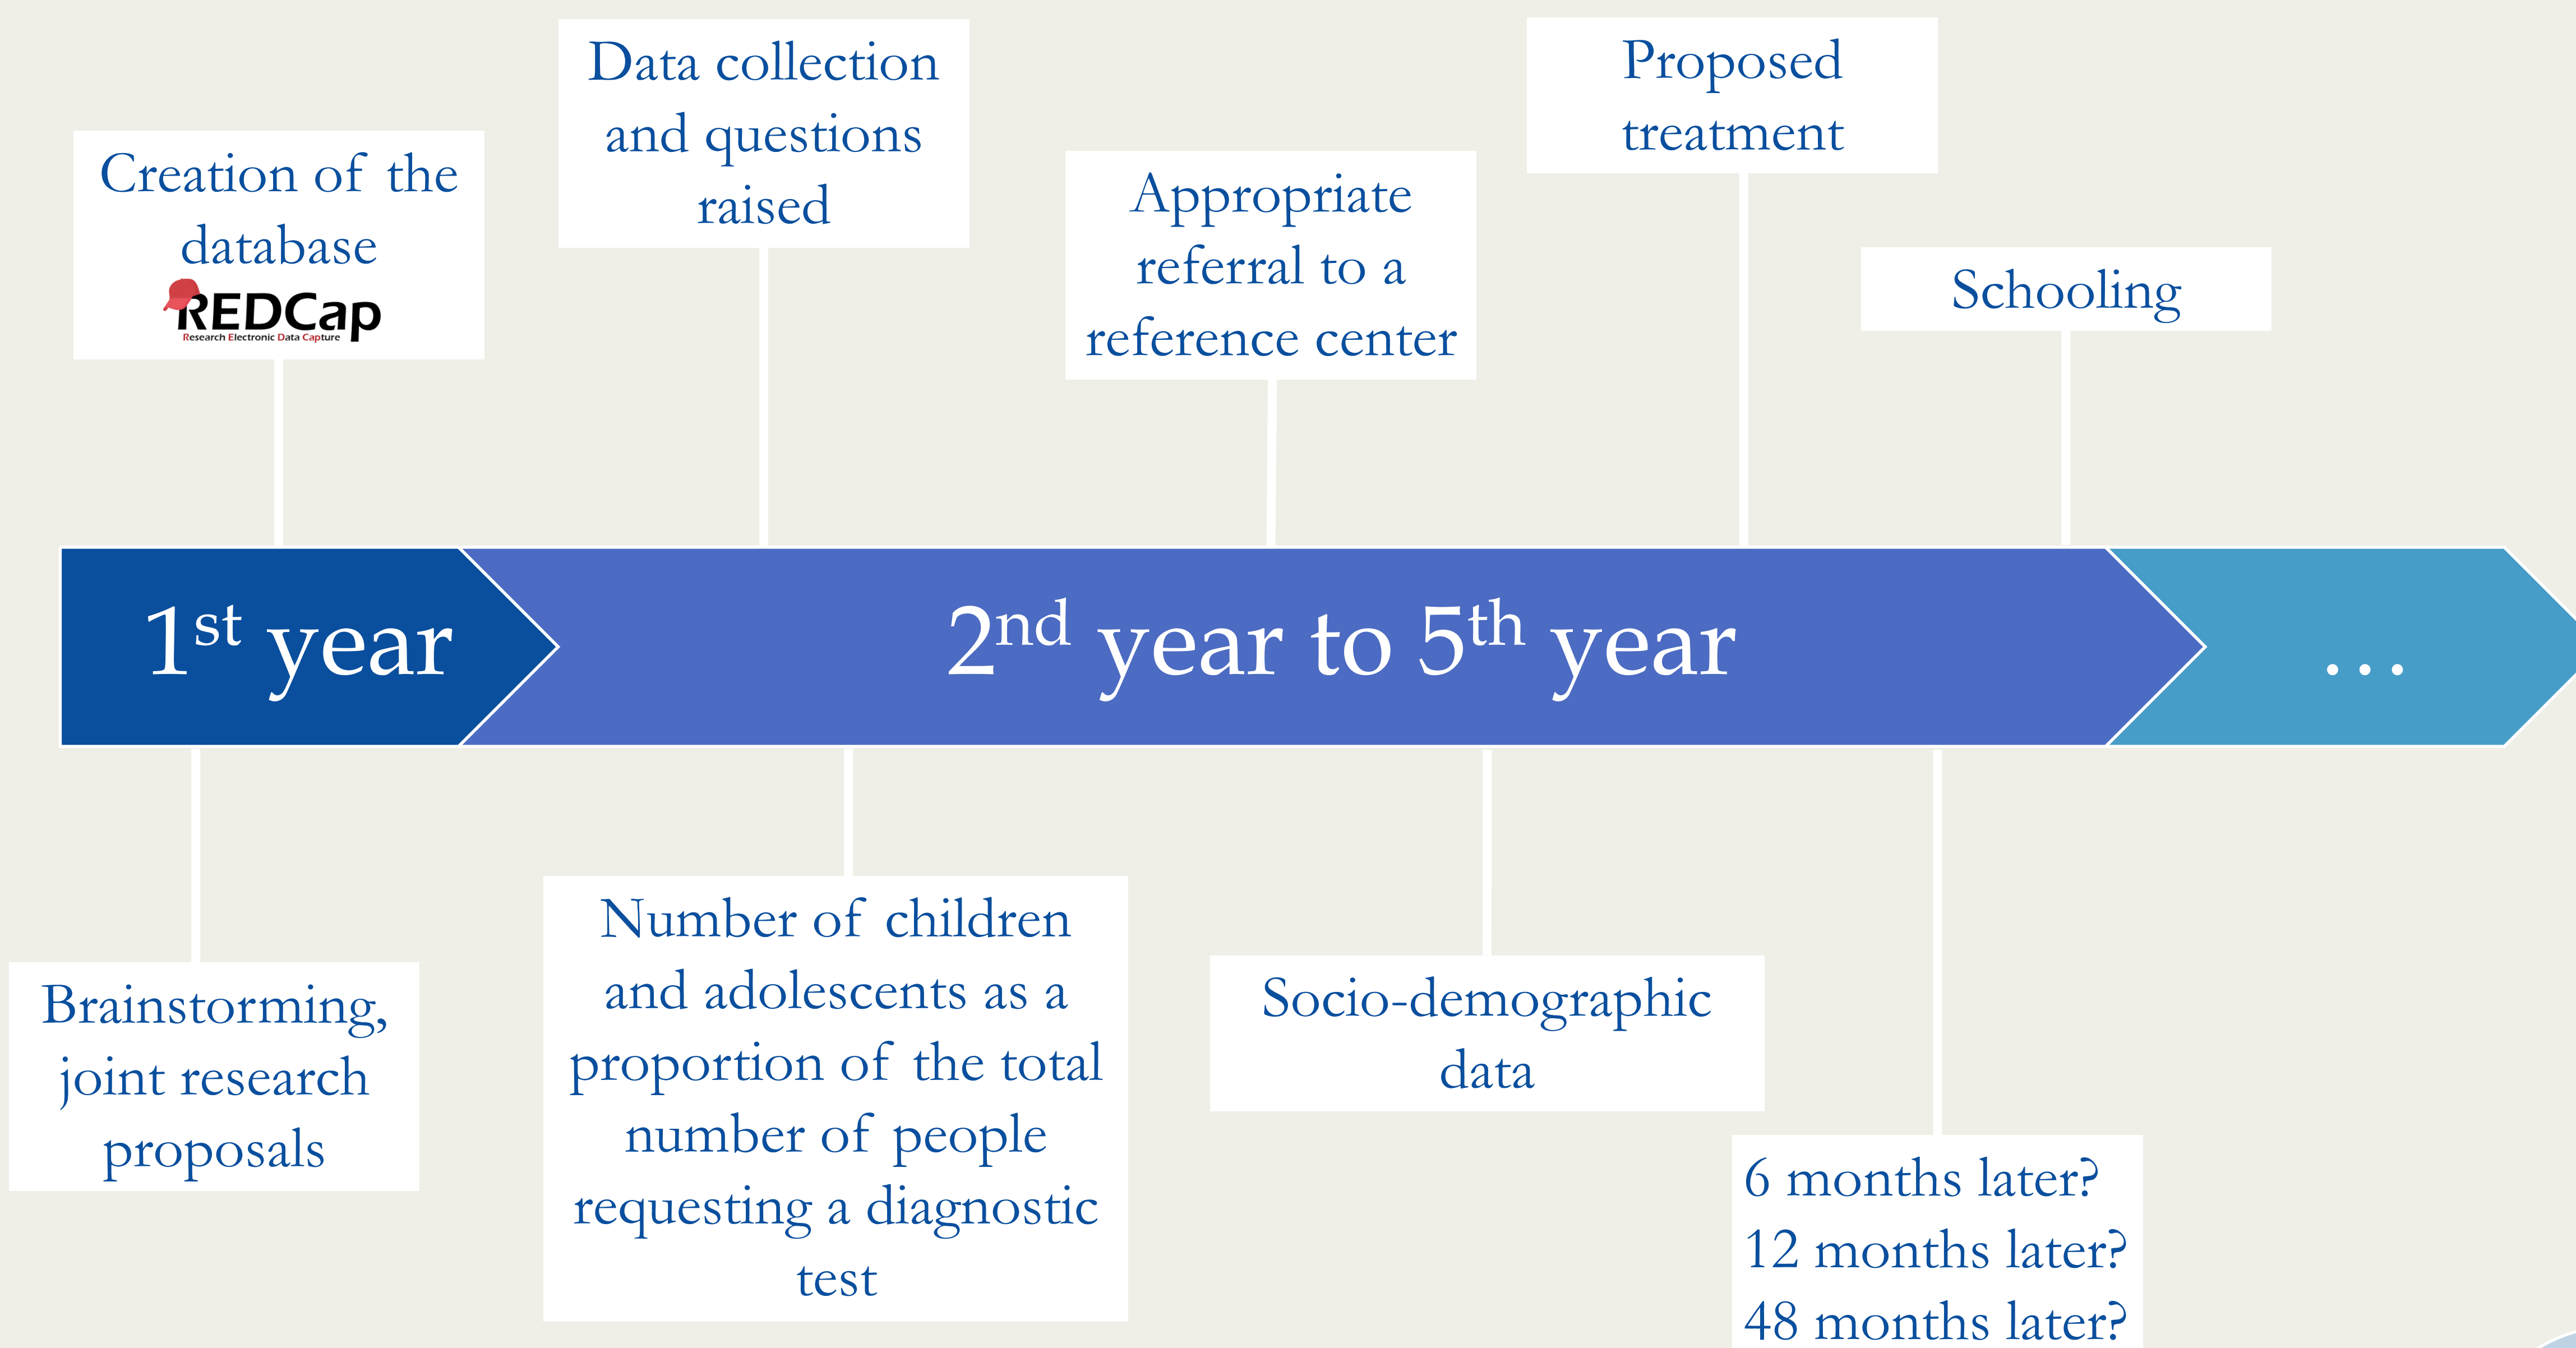 Creation of the
database
REDCap
Research Electronic Data Capture
Data collection
and questions
raised
Appropriate
referral to a
reference center
Proposed
treatment
Schooling
1st year
2nd year to 5th year
...
Brainstorming,
joint research
proposals
Number of children
and adolescents as a
proportion of the total
number of people
requesting a diagnostic
test
Socio-demographic
data
6 months later?
12 months later?
48 months later?